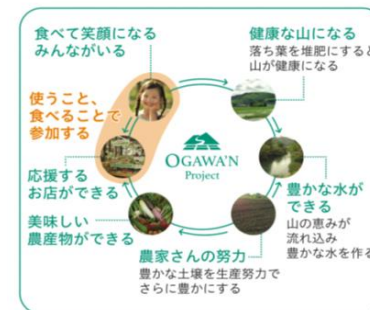 食べて笑顔になる
みんながいる
健康な山になる
落ち葉を堆肥にすると
山が健康になる
使うこと、
食べることで
参加する
OGAWA'N
Project
応援する
お店ができる
豊かな水が
できる
山の恵みが
流れ込み
豊かな水を作る
美味しい
農産物ができる
農家さんの努力
豊かな土壌を生産努力で
さらに豊かにする